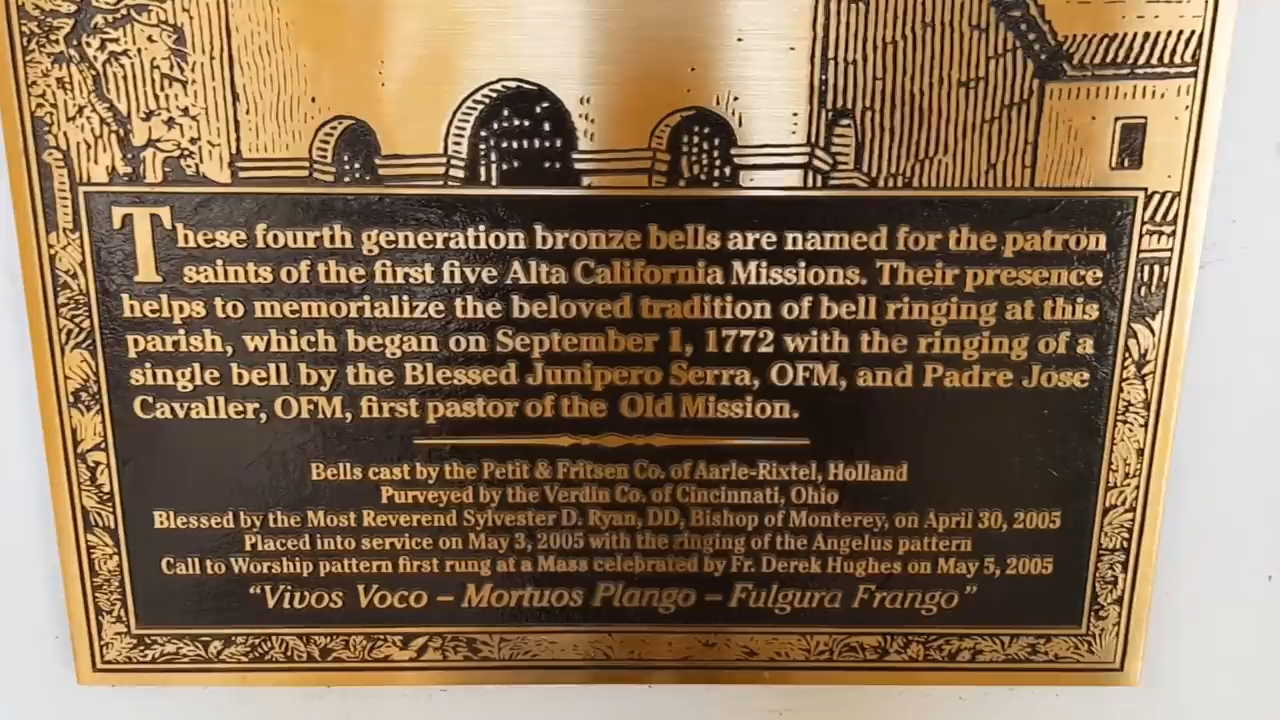 These fourth generation bronze bells are named for the patron
saints of the first five Alta California Missions. Their presence
helps to memorialize the beloved tradition of bell ringing at this
parish, which began on September 1, 1772 with the ringing of a
single bell by the Blessed Junipero Serra, OFM, and Padre Jose
Cavaller, OFM, first pastor of the Old Mission.
Bells cast by the Petit & Fritsen Co. of Aarle-Rixtel, Holland
Purveyed by the Verdin Co. of Cincinnati, Ohio
Blessed by the Most Reverend Sylvester D. Ryan, DD, Bishop of Monterey, on April 30, 2005
Placed into service on May 3, 2005 with the ringing of the Angelus pattern
Call to Worship pattern first rung at a Mass celebrated by Fr. Derek Hughes on May 5, 2005
"Vivos Voco – Mortuos Plango – Fulgura Frango"